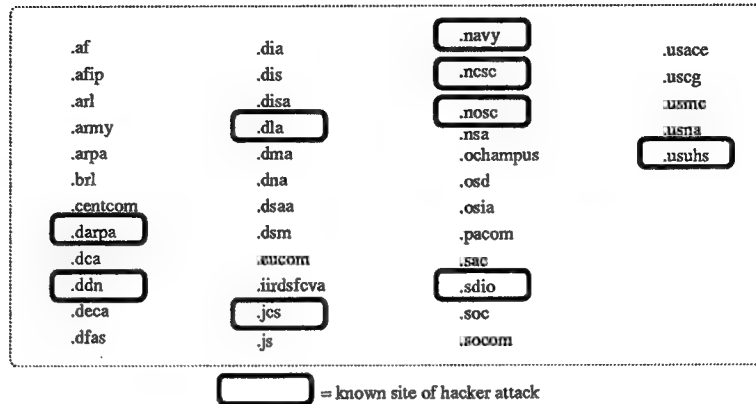 .af
.afip
.arl
.army
.arpa
.brl
.centcom
.darpa
.dca
.ddn
.deca
.dfas
.dia
.dis
.disa
.dla
.dma
.dna
.dsaa
.dsm
.eucom
.iirdsfcva
.jcs
.js
.navy
.ncsc
.nosc
.nsa
.ochampus
.osd
.osia
.pacom
.sac
.sdio
.soc
.socom
.usace
.uscg
.usmc
.usna
.usuhs
= known site of hacker attack